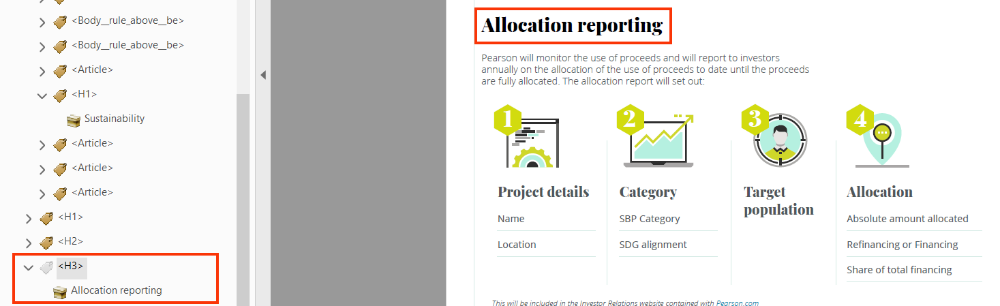 <Body__rule_above__be>
<Body__rule_above__be>
<Article>
<H1>
Sustainability
<Article>
<Article>
<Article>
<H1>
<H2>
<H3>
Allocation reporting
Allocation reporting
Pearson will monitor the use of proceeds and will report to investors
annually on the allocation of the use of proceeds to date until the proceeds
are fully allocated. The allocation report will set out:
1
Project details
Name
Location
2
Category
SBP Category
SDG alignment
3
Target
population
4
Allocation
Absolute amount allocated
Refinancing or Financing
Share of total financing
This will be included in the Investor Relations website contained with Pearson.com